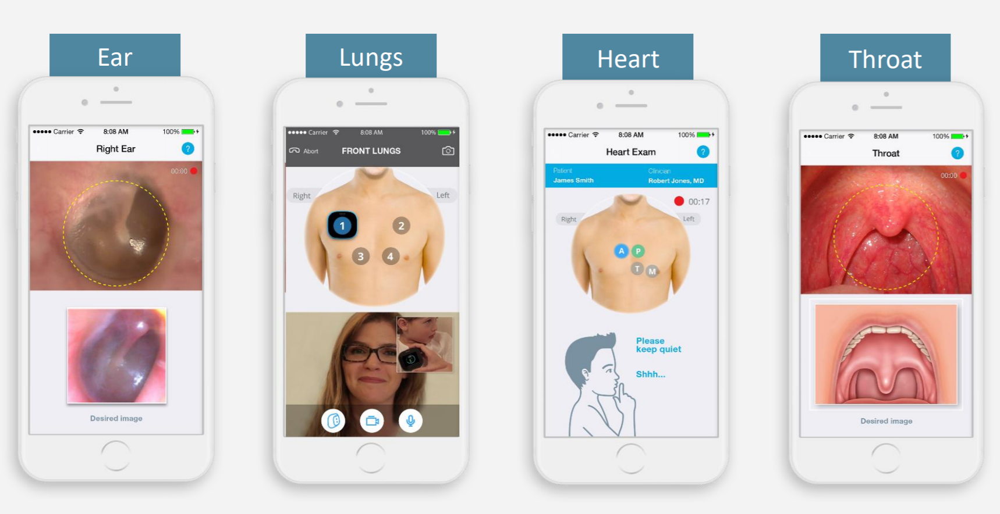 Ear
Carrier 8:08 AM 100%
Right Ear ?
00:00
Desired image
Lungs
Carrier 8:08 AM 100%
Abort FRONT LUNGS
Right Left
1 2
3 4
Heart
Carrier 8:08 AM 100%
Heart Exam ?
Patient Clinician
James Smith Robert Jones, MD
00:17
Right Left
A P
T M
Please
keep quiet
Shhh...
Throat
Carrier 8:08 AM 100%
Throat ?
00:00
Desired image